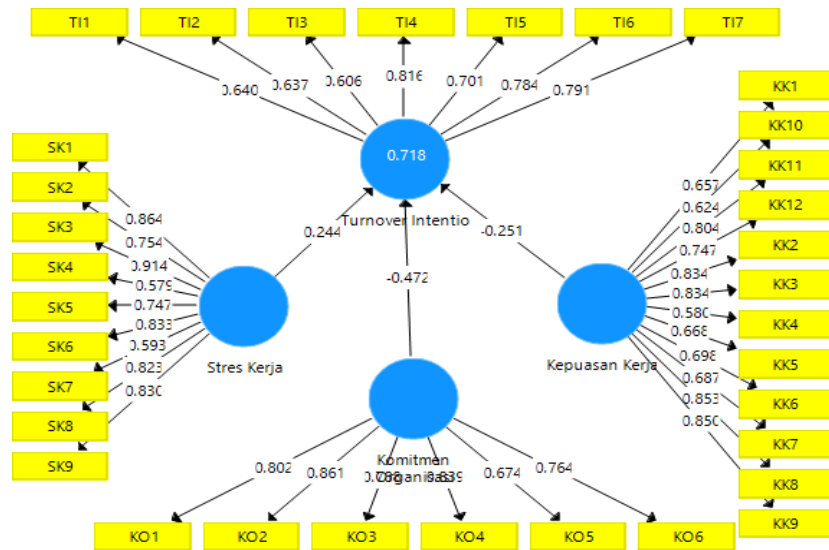 TI1 TI2 TI3 TI4 TI5 TI6 TI7
0.640 0.637 0.606 0.816 0.701 0.784 0.791
0.718
Turnover Intentio
SK1
SK2
SK3
SK4
SK5
SK6
SK7
SK8
SK9
0.864
0.754
0.914
0.579
0.747
0.833
0.593
0.823
0.830
Stres Kerja
0.244
-0.472
-0.251
Kepuasan Kerja
0.657
0.624
0.804
0.747
0.834
0.834
0.580
0.668
0.698
0.687
0.853
0.850
KK1
KK10
KK11
KK12
KK2
KK3
KK4
KK5
KK6
KK7
KK8
KK9
Komitmen
Organisasi
0.802 0.861 0.788 0.839 0.674 0.764
KO1 KO2 KO3 KO4 KO5 KO6